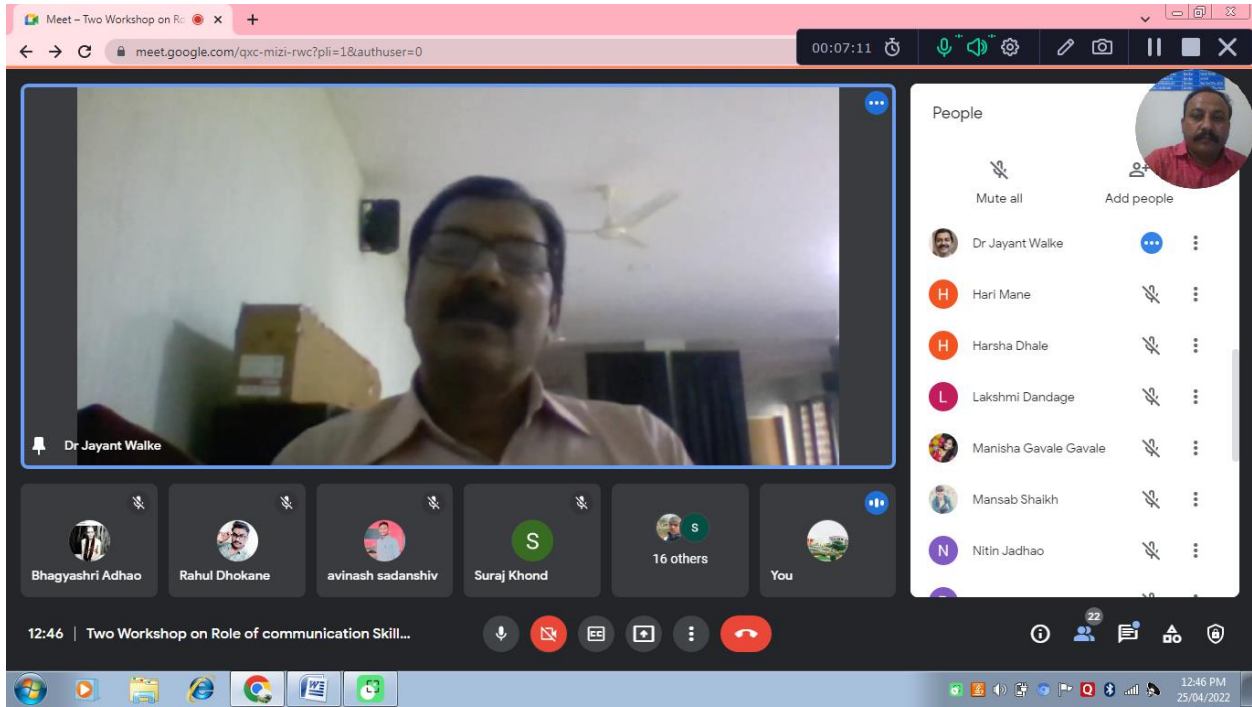 Meet – Two Workshop on Ro
meet.google.com/qxc-mizi-rwc?pli=1&authuser=0
00:07:11
People
Mute all
Add people
Dr Jayant Walke
Hari Mane
H
Harsha Dhale
H
Lakshmi Dandage
L
Manisha Gavale Gavale
Mansab Shaikh
Nitin Jadhao
N
Dr Jayant Walke
Bhagyashri Adhao
Rahul Dhokane
avinash sadanshiv
S
Suraj Khond
S
16 others
You
12:46 | Two Workshop on Role of communication Skill...
CC
22
12:46 PM
25/04/2022